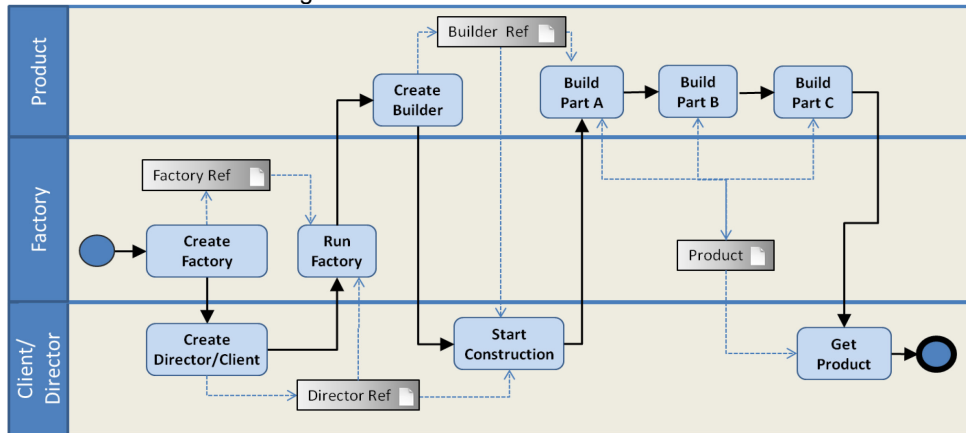 Product
Builder Ref
Create
Builder
Build
Part A
Build
Part B
Build
Part C
Factory
Factory Ref
Create
Factory
Run
Factory
Product
Client/
Director
Create
Director/Client
Director Ref
Start
Construction
Get
Product